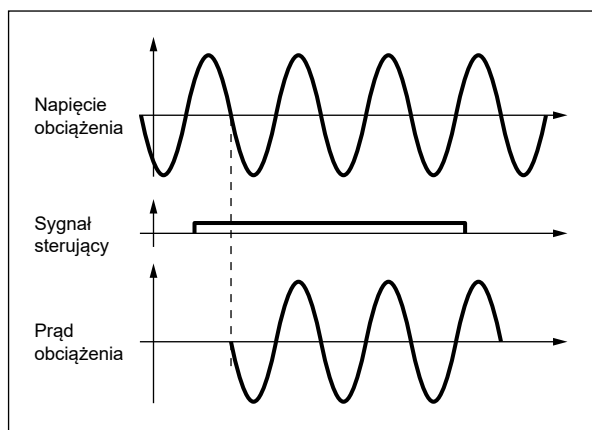 Napięcie
obciążenia
Sygnał
sterujący
Prąd
obciążenia